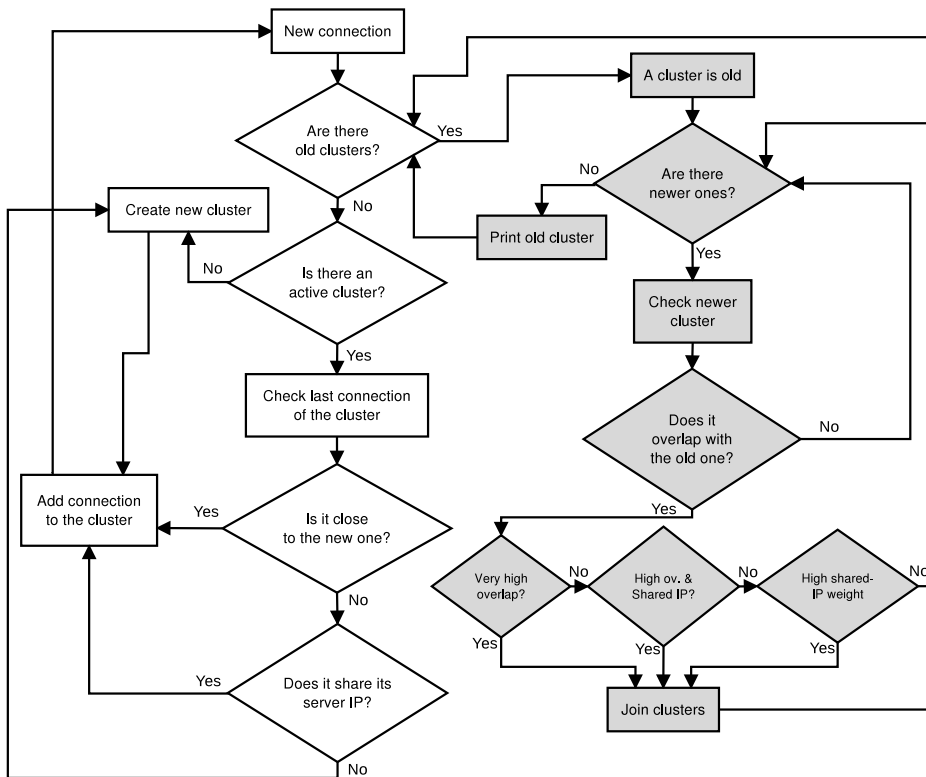 New connection
Are there
old clusters?
Yes
No
Create new cluster
No
Is there an
active cluster?
Yes
Check last connection
of the cluster
Add connection
to the cluster
Yes
Is it close
to the new one?
No
Yes
Does it share its
server IP?
No
A cluster is old
Are there
newer ones?
No
Print old cluster
Yes
Check newer
cluster
Does it
overlap with
the old one?
No
Yes
Very high
overlap?
No
High ov. &
Shared IP?
No
High shared-
IP weight
No
Yes
Yes
Yes
Join clusters